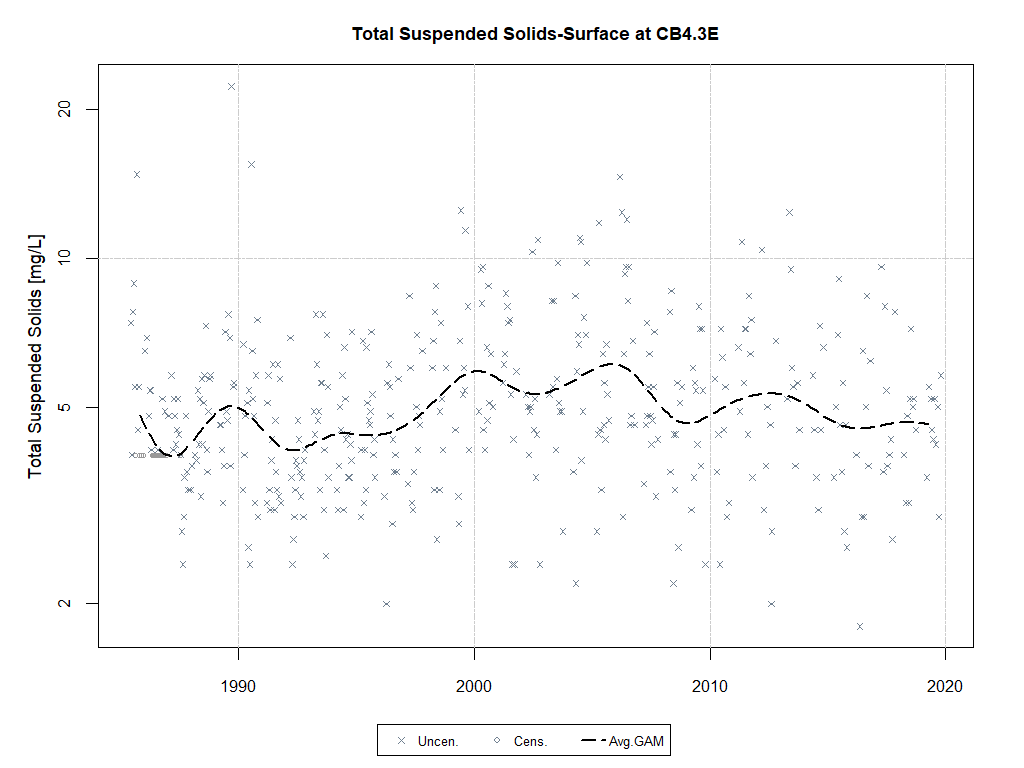 Total Suspended Solids-Surface at CB4.3E
Total Suspended Solids [mg/L]
20
10
5
2
1990 2000 2010 2020
Uncen. Cens. Avg.GAM